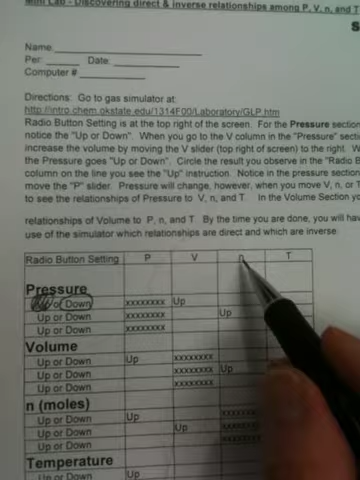 Mini Lab - Discovering direct & inverse relationships among P, V, n, and T
S
Name:
Per: Date:
Computer #
Directions: Go to gas simulator at:
http://intro.chem.okstate.edu/1314F00/Laboratory/GLP.htm
Radio Button Setting is at the top right of the screen. For the Pressure section
notice the "Up or Down". When you go to the V column in the "Pressure" secti
increase the volume by moving the V slider (top right of screen) to the right. W
the Pressure goes "Up or Down". Circle the result you observe in the "Radio B
column on the line you see the "Up" instruction. Notice in the pressure section
move the "P" slider. Pressure will change, however, when you move V, n, or T
to see the relationships of Pressure to V, n, and T. In the Volume section yo
relationships of Volume to P, n, and T. By the time you are done, you will hav
use of the simulator which relationships are direct and which are inverse.
Radio Button Setting P V n T
Pressure
or Down xxxxxxxx Up
Up or Down xxxxxxxx Up
Up or Down xxxxxxxx
Volume
Up or Down Up xxxxxxxx
Up or Down xxxxxxxx Up
Up or Down xxxxxxxx
n (moles)
Up or Down Up xxxxxxxx
Up or Down Up xxxxxxxx
Up or Down xxxxxxxx
Temperature
Up or Down Up